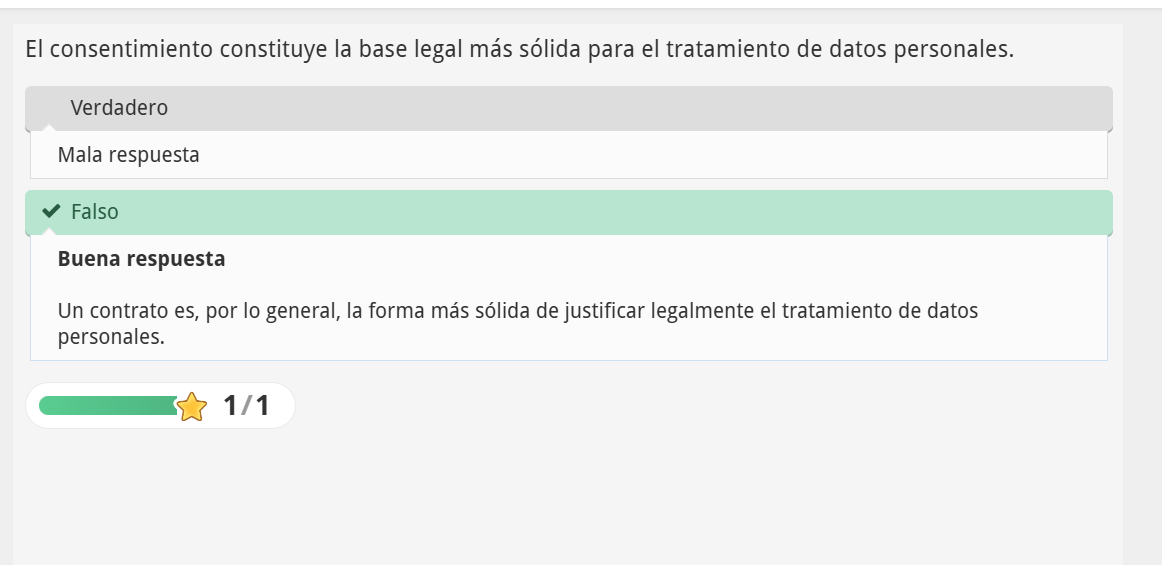 El consentimiento constituye la base legal más sólida para el tratamiento de datos personales.
Verdadero
Mala respuesta
Falso
Buena respuesta
Un contrato es, por lo general, la forma más sólida de justificar legalmente el tratamiento de datos
personales.
1/1